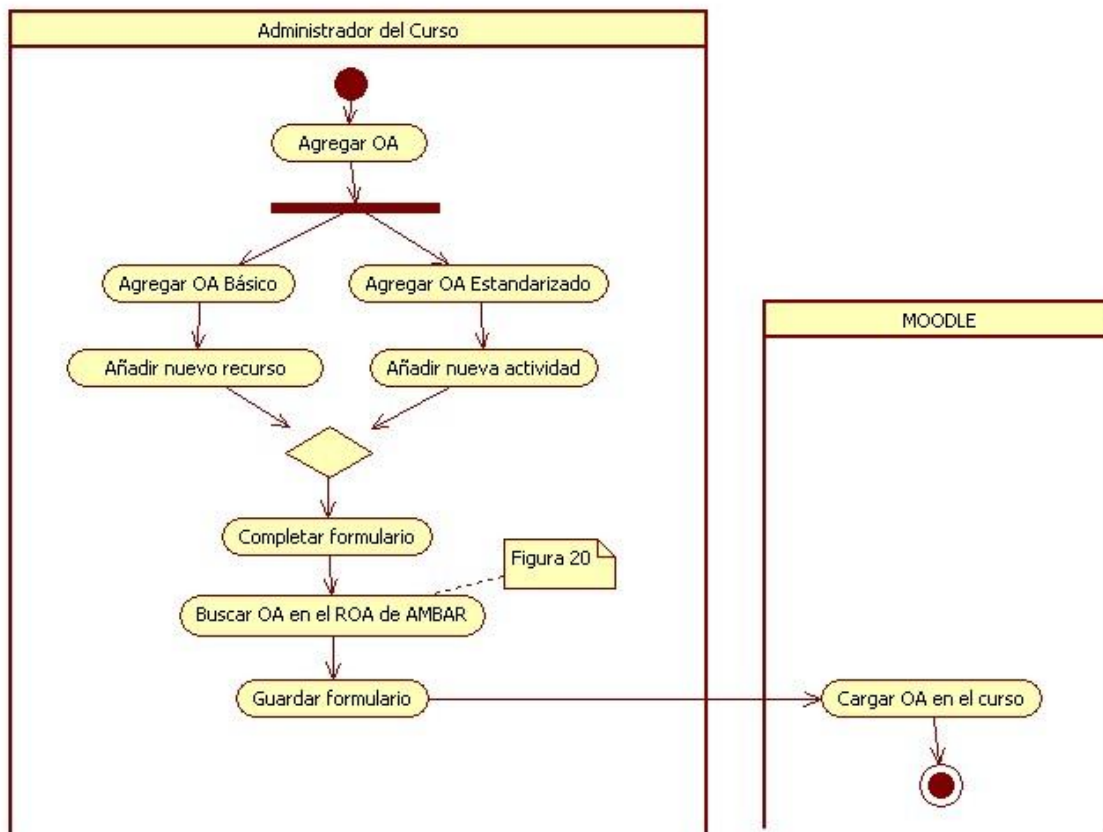 Administrador del Curso
Agregar OA
Agregar OA Básico
Agregar OA Estandarizado
Añadir nuevo recurso
Añadir nueva actividad
Completar formulario
Figura 20
Buscar OA en el ROA de AMBAR
Guardar formulario
MOODLE
Cargar OA en el curso